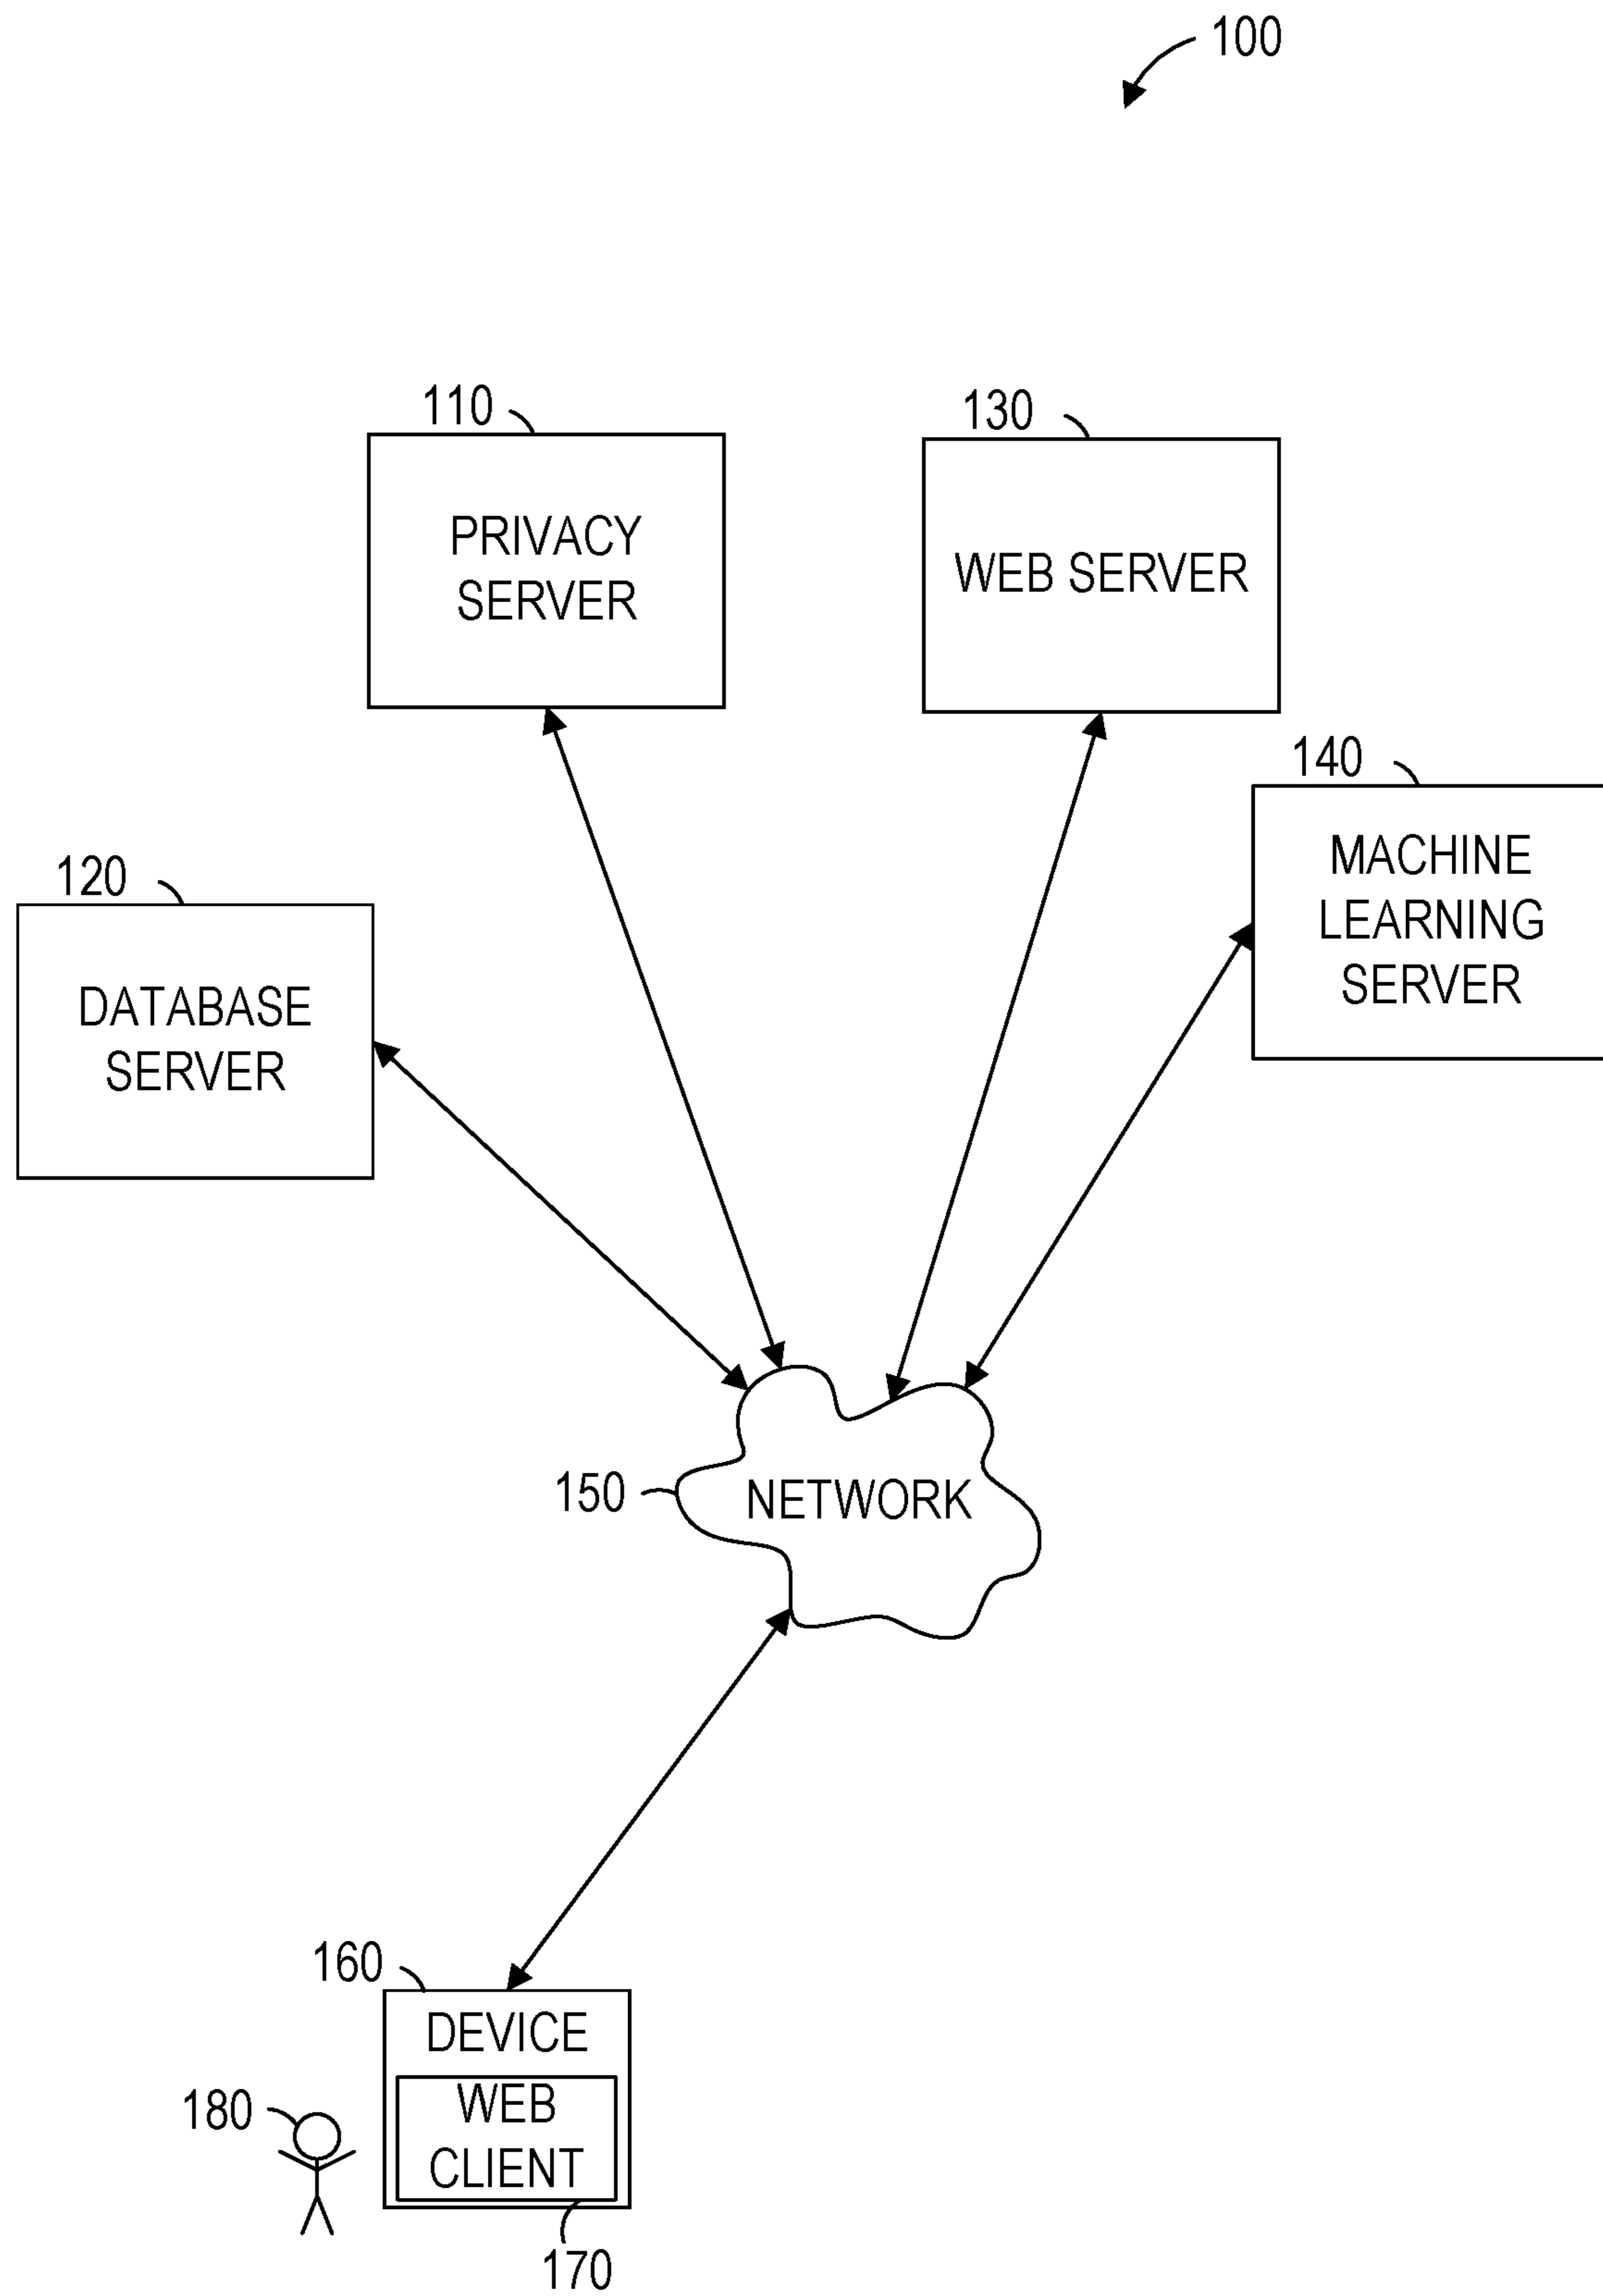 100
110
PRIVACY
SERVER
130
WEB SERVER
140
MACHINE
LEARNING
SERVER
120
DATABASE
SERVER
150
NETWORK
160
DEVICE
WEB
CLIENT
180
170